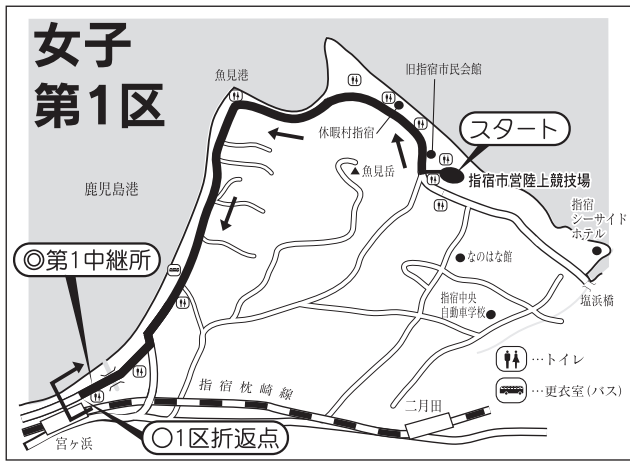 女子
第1区
魚見港
旧指宿市民会館
休暇村指宿
スタート
魚見岳
指宿市営陸上競技場
鹿児島港
指宿
シーサイド
ホテル
◎第1中継所
なのはな館
塩浜橋
指宿中央
自動車学校
…トイレ
指宿枕崎線
…更衣室(バス)
二月田
宮ヶ浜
○1区折返点